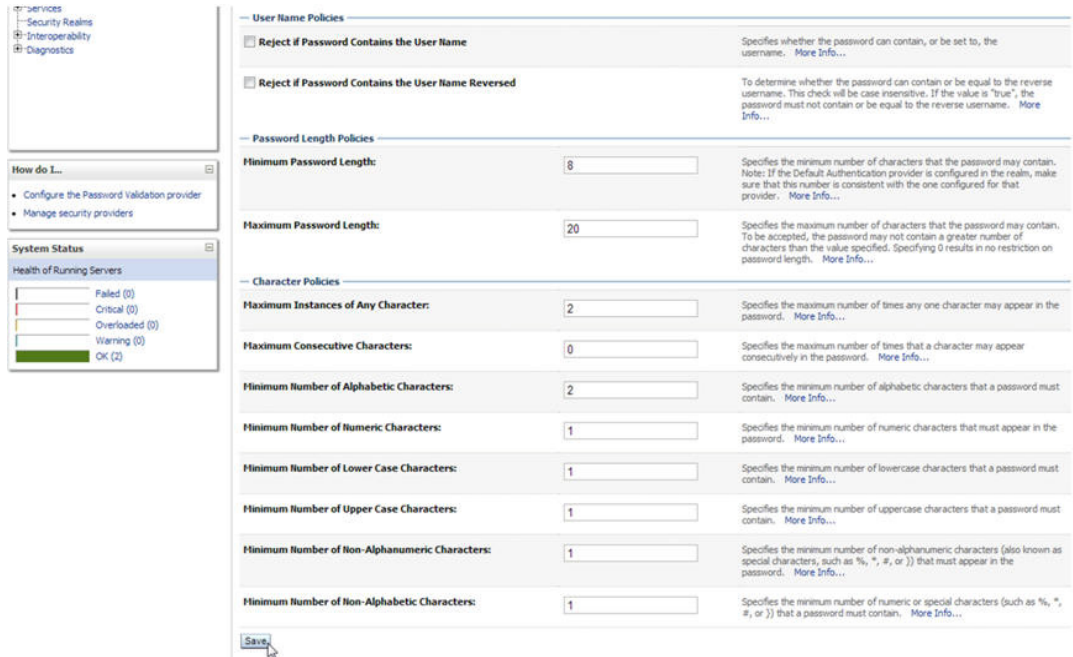 Services
Security Realms
Interoperability
Diagnostics
How do I...
Configure the Password Validation provider
Manage security providers
System Status
Health of Running Servers
Failed (0)
Critical (0)
Overloaded (0)
Warning (0)
OK (2)
User Name Policies
Reject if Password Contains the User Name
Specifies whether the password can contain, or be set to, the
username. More Info...
Reject if Password Contains the User Name Reversed
To determine whether the password can contain or be equal to the reverse
username. This check will be case insensitive. If the value is "true", the
password must not contain or be equal to the reverse username. More
Info...
Password Length Policies
Minimum Password Length:
8
Specifies the minimum number of characters that the password may contain.
Note: If the Default Authentication provider is configured in the realm, make
sure that this number is consistent with the one configured for that
provider. More Info...
Maximum Password Length:
20
Specifies the maximum number of characters that the password may contain.
To be accepted, the password may not contain a greater number of
characters than the value specified. Specifying 0 results in no restriction on
password length. More Info...
Character Policies
Maximum Instances of Any Character:
2
Specifies the maximum number of times any one character may appear in the
password. More Info...
Maximum Consecutive Characters:
0
Specifies the maximum number of times that a character may appear
consecutively in the password. More Info...
Minimum Number of Alphabetic Characters:
2
Specifies the minimum number of alphabetic characters that a password must
contain. More Info...
Minimum Number of Numeric Characters:
1
Specifies the minimum number of numeric characters that must appear in the
password. More Info...
Minimum Number of Lower Case Characters:
1
Specifies the minimum number of lowercase characters that a password must
contain. More Info...
Minimum Number of Upper Case Characters:
1
Specifies the minimum number of uppercase characters that a password must
contain. More Info...
Minimum Number of Non-Alphanumeric Characters:
1
Specifies the minimum number of non-alphanumeric characters (also known as
special characters, such as %, *, #, or }) that must appear in the
password. More Info...
Minimum Number of Non-Alphabetic Characters:
1
Specifies the minimum number of numeric or special characters (such as %, *,
#, or }) that a password must contain. More Info...
Save